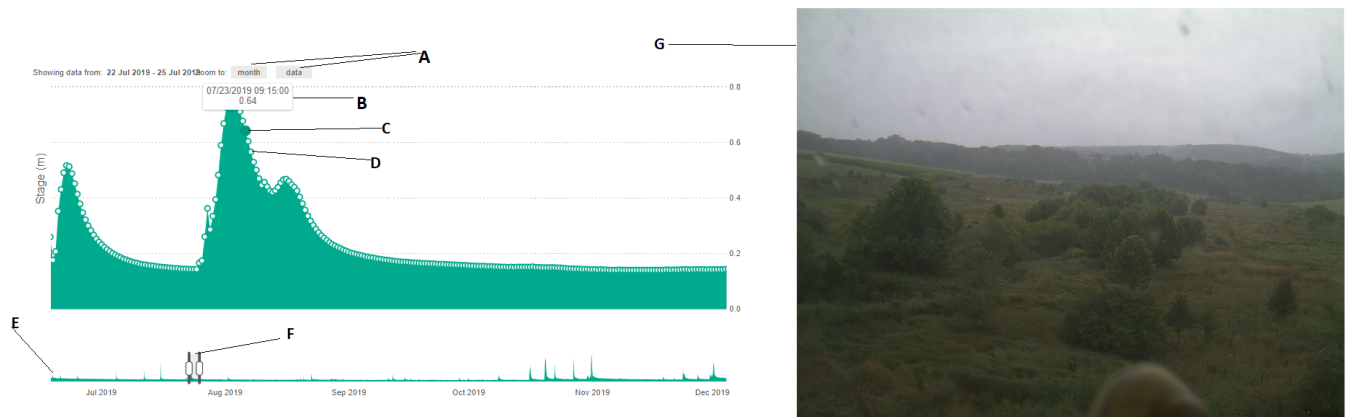 A
G
Showing data from: 22 Jul 2019 - 25 Jul 2019 Zoom to: month data
07/23/2019 09:15:00
0.64
B
C
D
0.8
0.6
0.4
0.2
0.0
Stage (m)
E
F
Jul 2019 Aug 2019 Sep 2019 Oct 2019 Nov 2019 Dec 2019